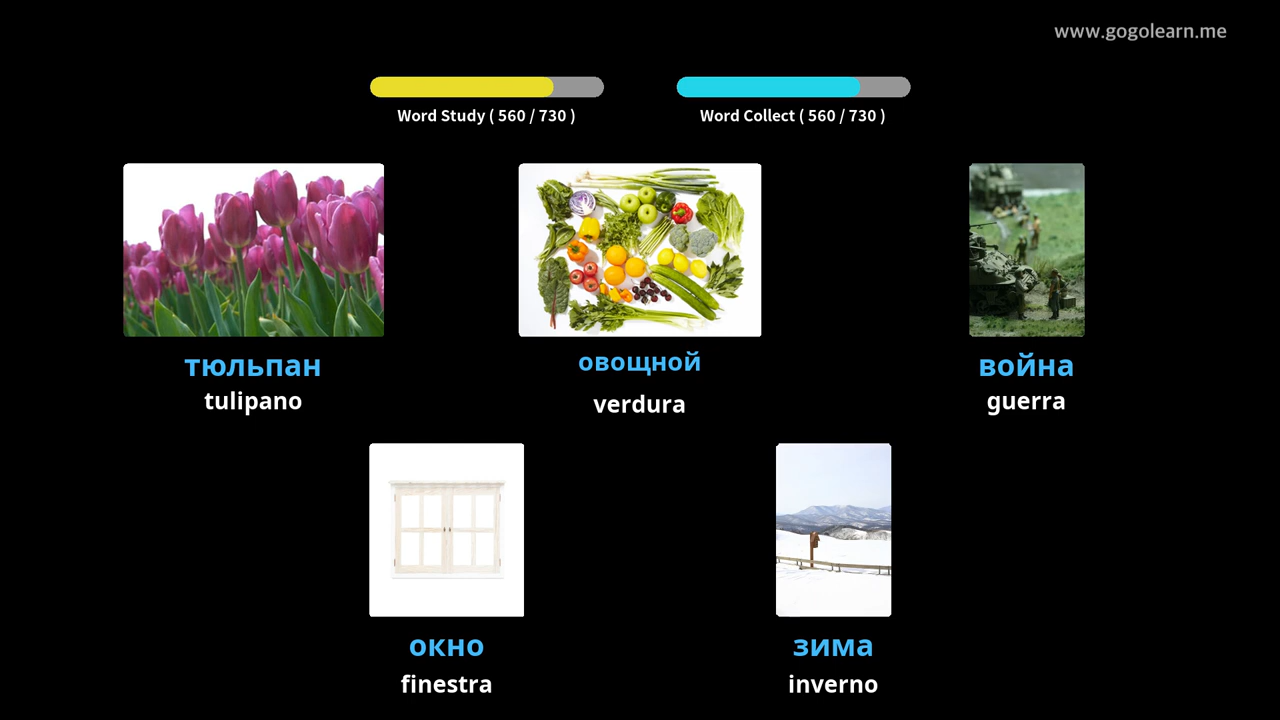 www.gogolearn.me
Word Study ( 560 / 730 )
Word Collect ( 560 / 730 )
тюльпан
tulipano
овощной
verdura
война
guerra
окно
finestra
зима
inverno